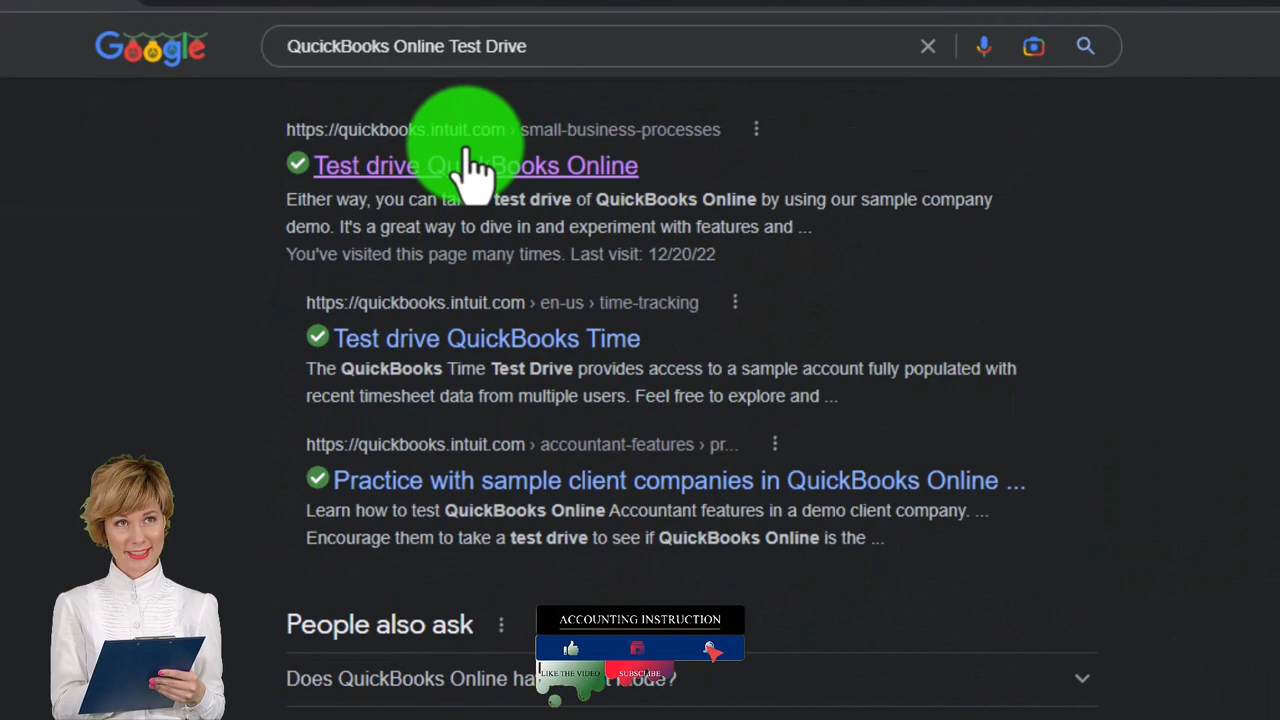 Google
QucickBooks Online Test Drive
https://quickbooks.intuit.com › small-business-processes
Test drive QuickBooks Online
Either way, you can ta test drive of QuickBooks Online by using our sample company
demo. It's a great way to dive in and experiment with features and ...
You've visited this page many times. Last visit: 12/20/22
https://quickbooks.intuit.com › en-us › time-tracking
Test drive QuickBooks Time
The QuickBooks Time Test Drive provides access to a sample account fully populated with
recent timesheet data from multiple users. Feel free to explore and ...
https://quickbooks.intuit.com › accountant-features › pr...
Practice with sample client companies in QuickBooks Online ...
Learn how to test QuickBooks Online Accountant features in a demo client company. ...
Encourage them to take a test drive to see if QuickBooks Online is the ...
People also ask
ACCOUNTING INSTRUCTION
LIKE THE VIDEO
SUBSCRIBE
Does QuickBooks Online ha mode?